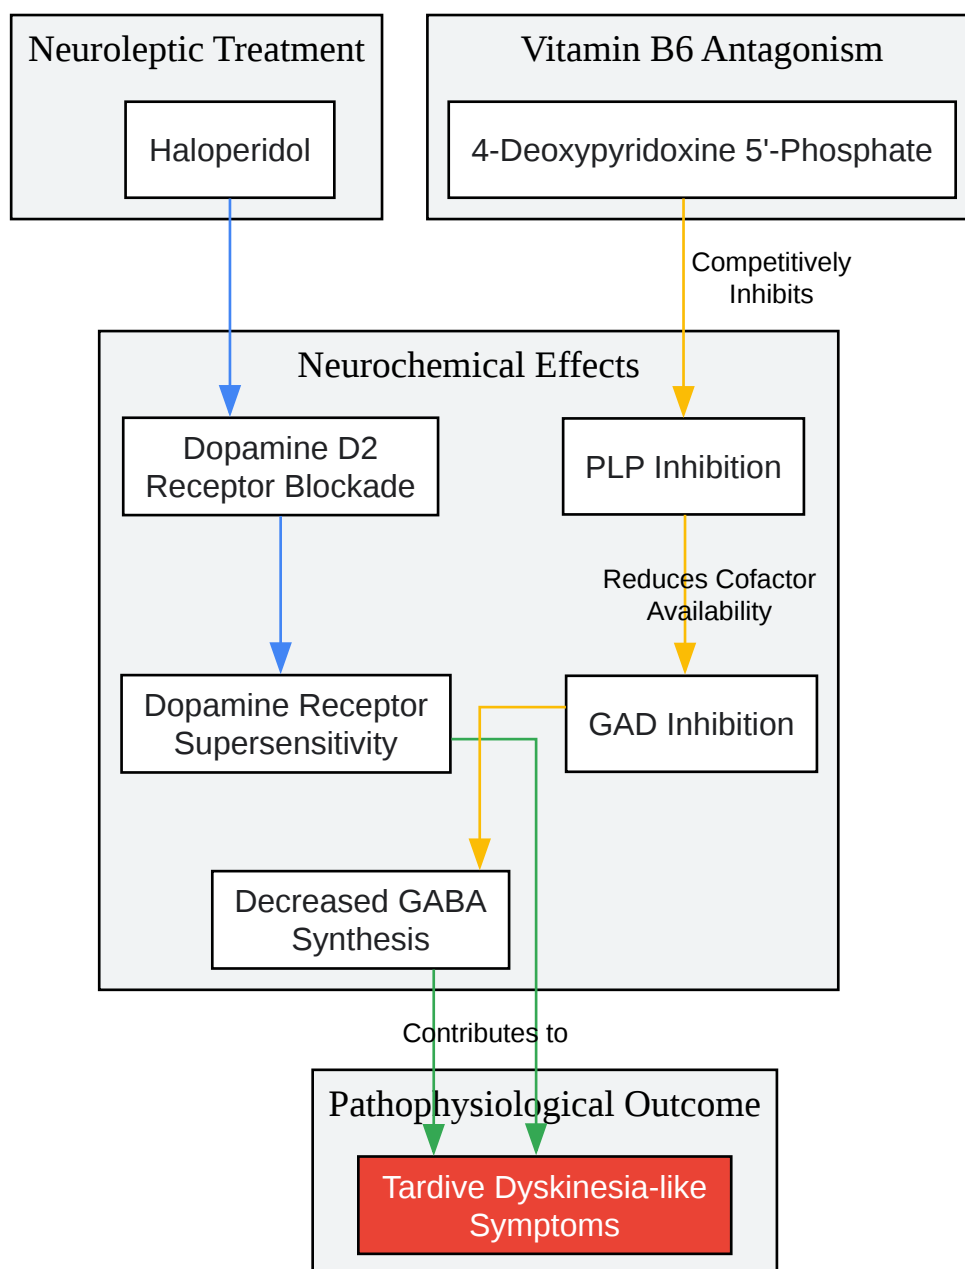 Neuroleptic Treatment
Haloperidol
Vitamin B6 Antagonism
4-Deoxypyridoxine 5'-Phosphate
Competitively
Inhibits
Neurochemical Effects
Dopamine D2
Receptor Blockade
PLP Inhibition
Reduces Cofactor
Availability
Dopamine Receptor
Supersensitivity
GAD Inhibition
Decreased GABA
Synthesis
Contributes to
Pathophysiological Outcome
Tardive Dyskinesia-like
Symptoms